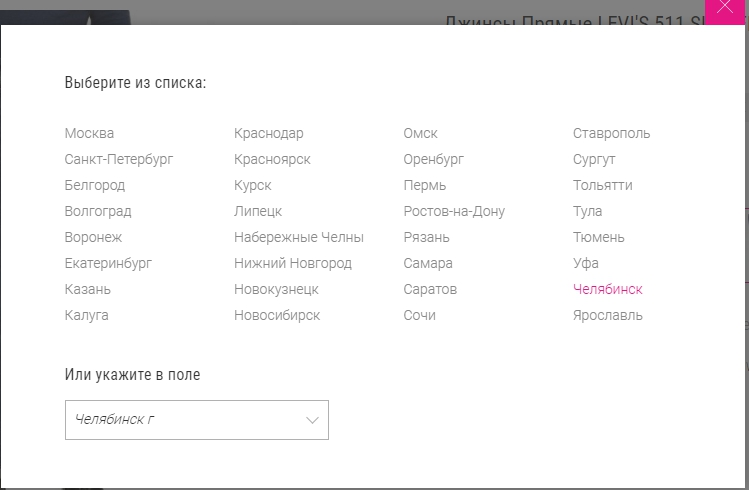 Джинсы Прямые LEVI'S 511
Выберите из списка:
Москва
Санкт-Петербург
Белгород
Волгоград
Воронеж
Екатеринбург
Казань
Калуга
Краснодар
Красноярск
Курск
Липецк
Набережные Челны
Нижний Новгород
Новокузнецк
Новосибирск
Омск
Оренбург
Пермь
Ростов-на-Дону
Рязань
Самара
Саратов
Сочи
Ставрополь
Сургут
Тольятти
Тула
Тюмень
Уфа
Челябинск
Ярославль
Или укажите в поле
Челябинск г